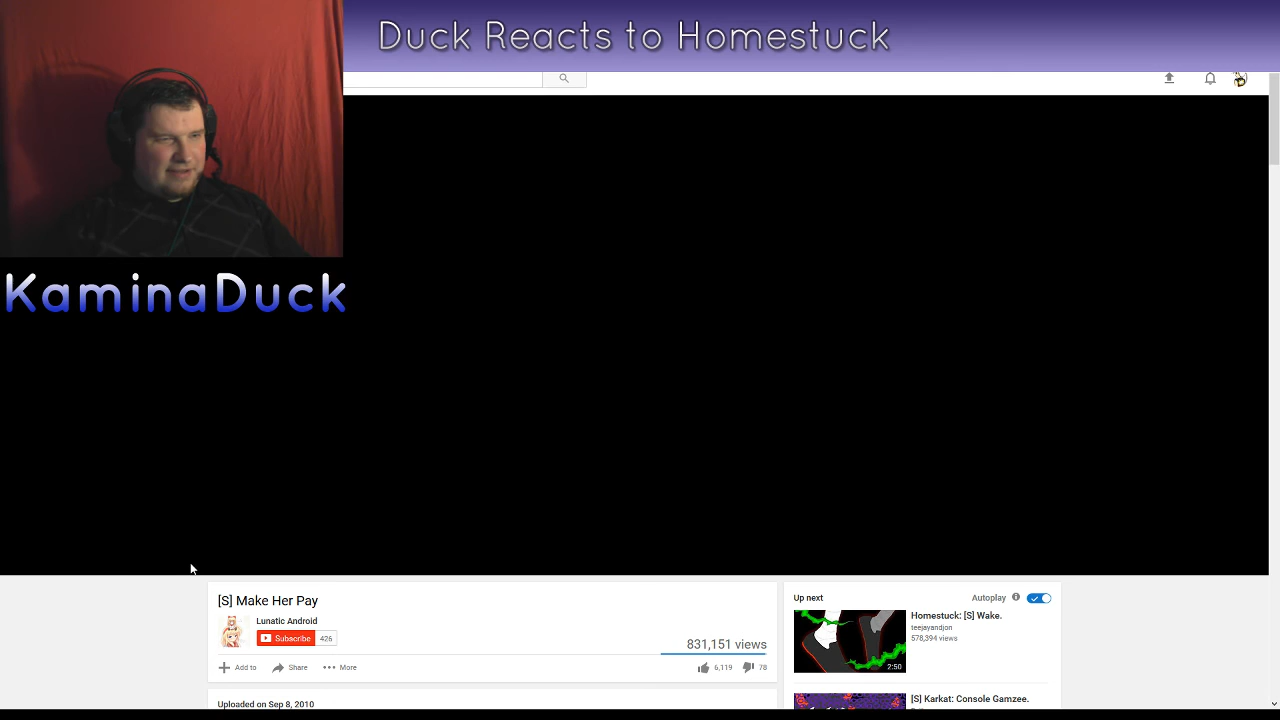 Duck Reacts to Homestuck
KaminaDuck
[S] Make Her Pay
Lunatic Android
Subscribe 426
831,151 views
Add to Share More
6,119 78
Uploaded on Sep 8, 2010
Up next Autoplay
Homestuck: [S] Wake.
teejayandjon
578,394 views
2:50
[S] Karkat: Console Gamzee.